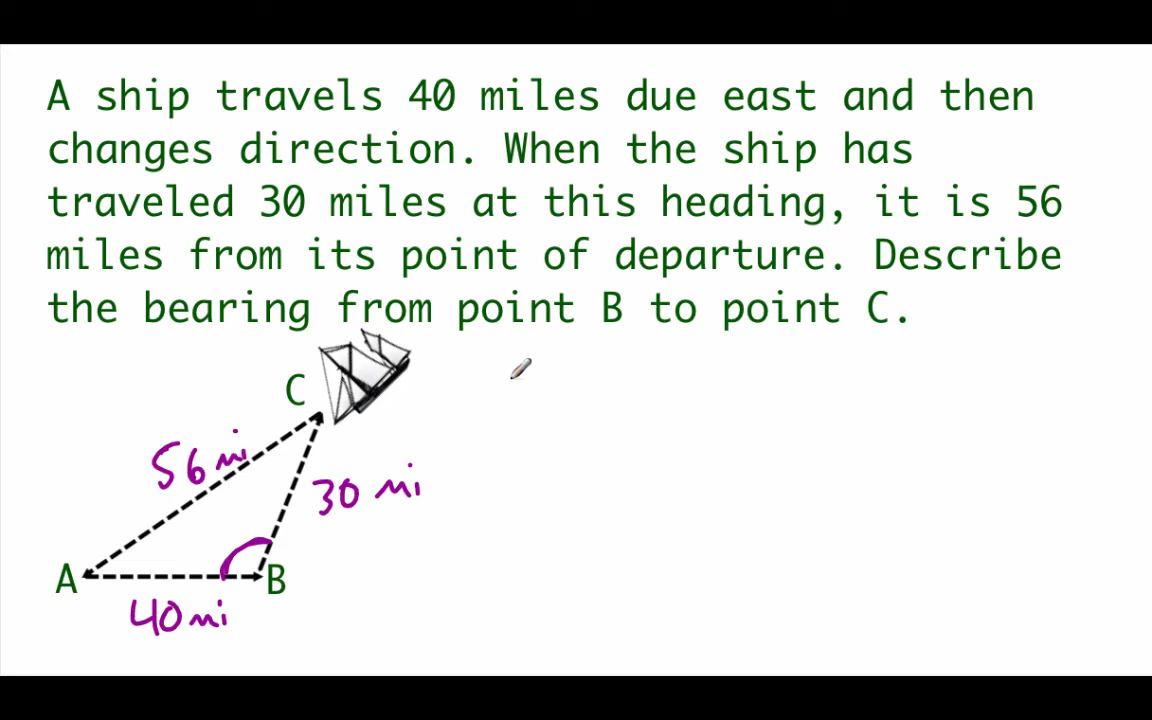 A ship travels 40 miles due east and then
changes direction. When the ship has
traveled 30 miles at this heading, it is 56
miles from its point of departure. Describe
the bearing from point B to point C.
C
56 mi
30 mi
A
B
40 mi